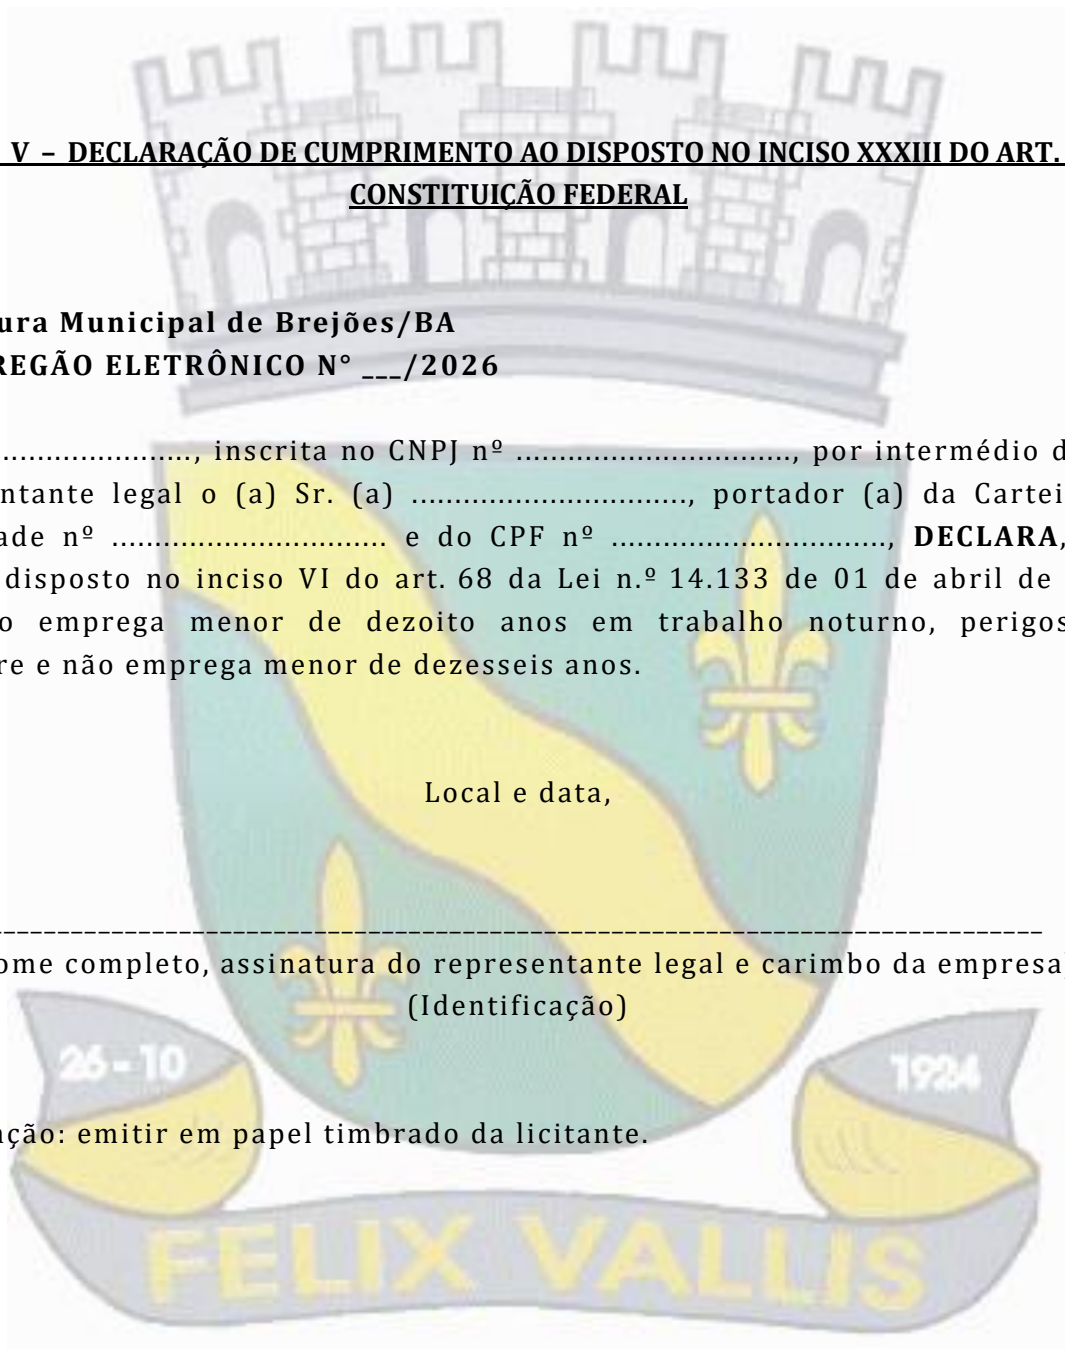 V – DECLARAÇÃO DE CUMPRIMENTO AO DISPOSTO NO INCISO XXXIII DO ART.
CONSTITUIÇÃO FEDERAL
ura Municipal de Brejões/BA
REGÃO ELETRÔNICO N° ___/2026
......................, inscrita no CNPJ nº ................................, por intermédio d
ntante legal o (a) Sr. (a) ................................, portador (a) da Cartei
ade nº ................................ e do CPF nº ................................, DECLARA,
disposto no inciso VI do art. 68 da Lei n.º 14.133 de 01 de abril de
o emprega menor de dezoito anos em trabalho noturno, perigos
re e não emprega menor de dezesseis anos.
Local e data,
______________________________________________________________________________
ome completo, assinatura do representante legal e carimbo da empresa)
(Identificação)
26-10
1924
ação: emitir em papel timbrado da licitante.
FELIX VALLIS